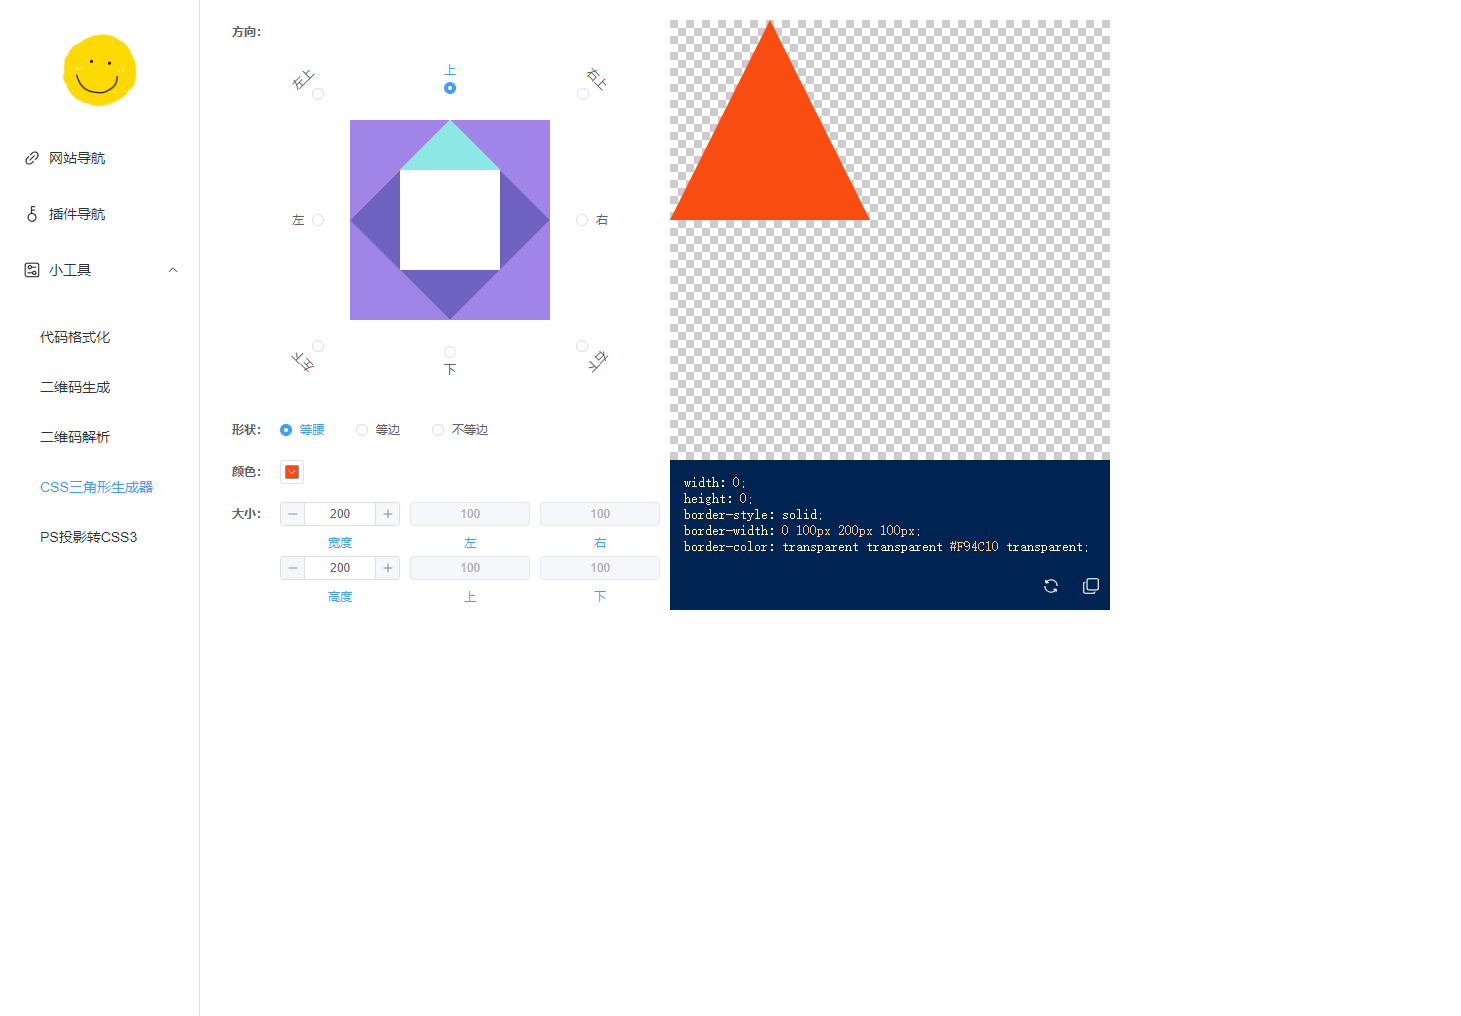 网站导航
插件导航
小工具
代码格式化
二维码生成
二维码解析
CSS三角形生成器
PS投影转CSS3
方向：
左上
上
右上
左
右
左下
下
右下
形状：
等腰
等边
不等边
颜色：
大小：
200
100
100
宽度
左
右
200
100
100
高度
上
下
width: 0;
height: 0;
border-style: solid;
border-width: 0 100px 200px 100px;
border-color: transparent transparent #F94C10 transparent;